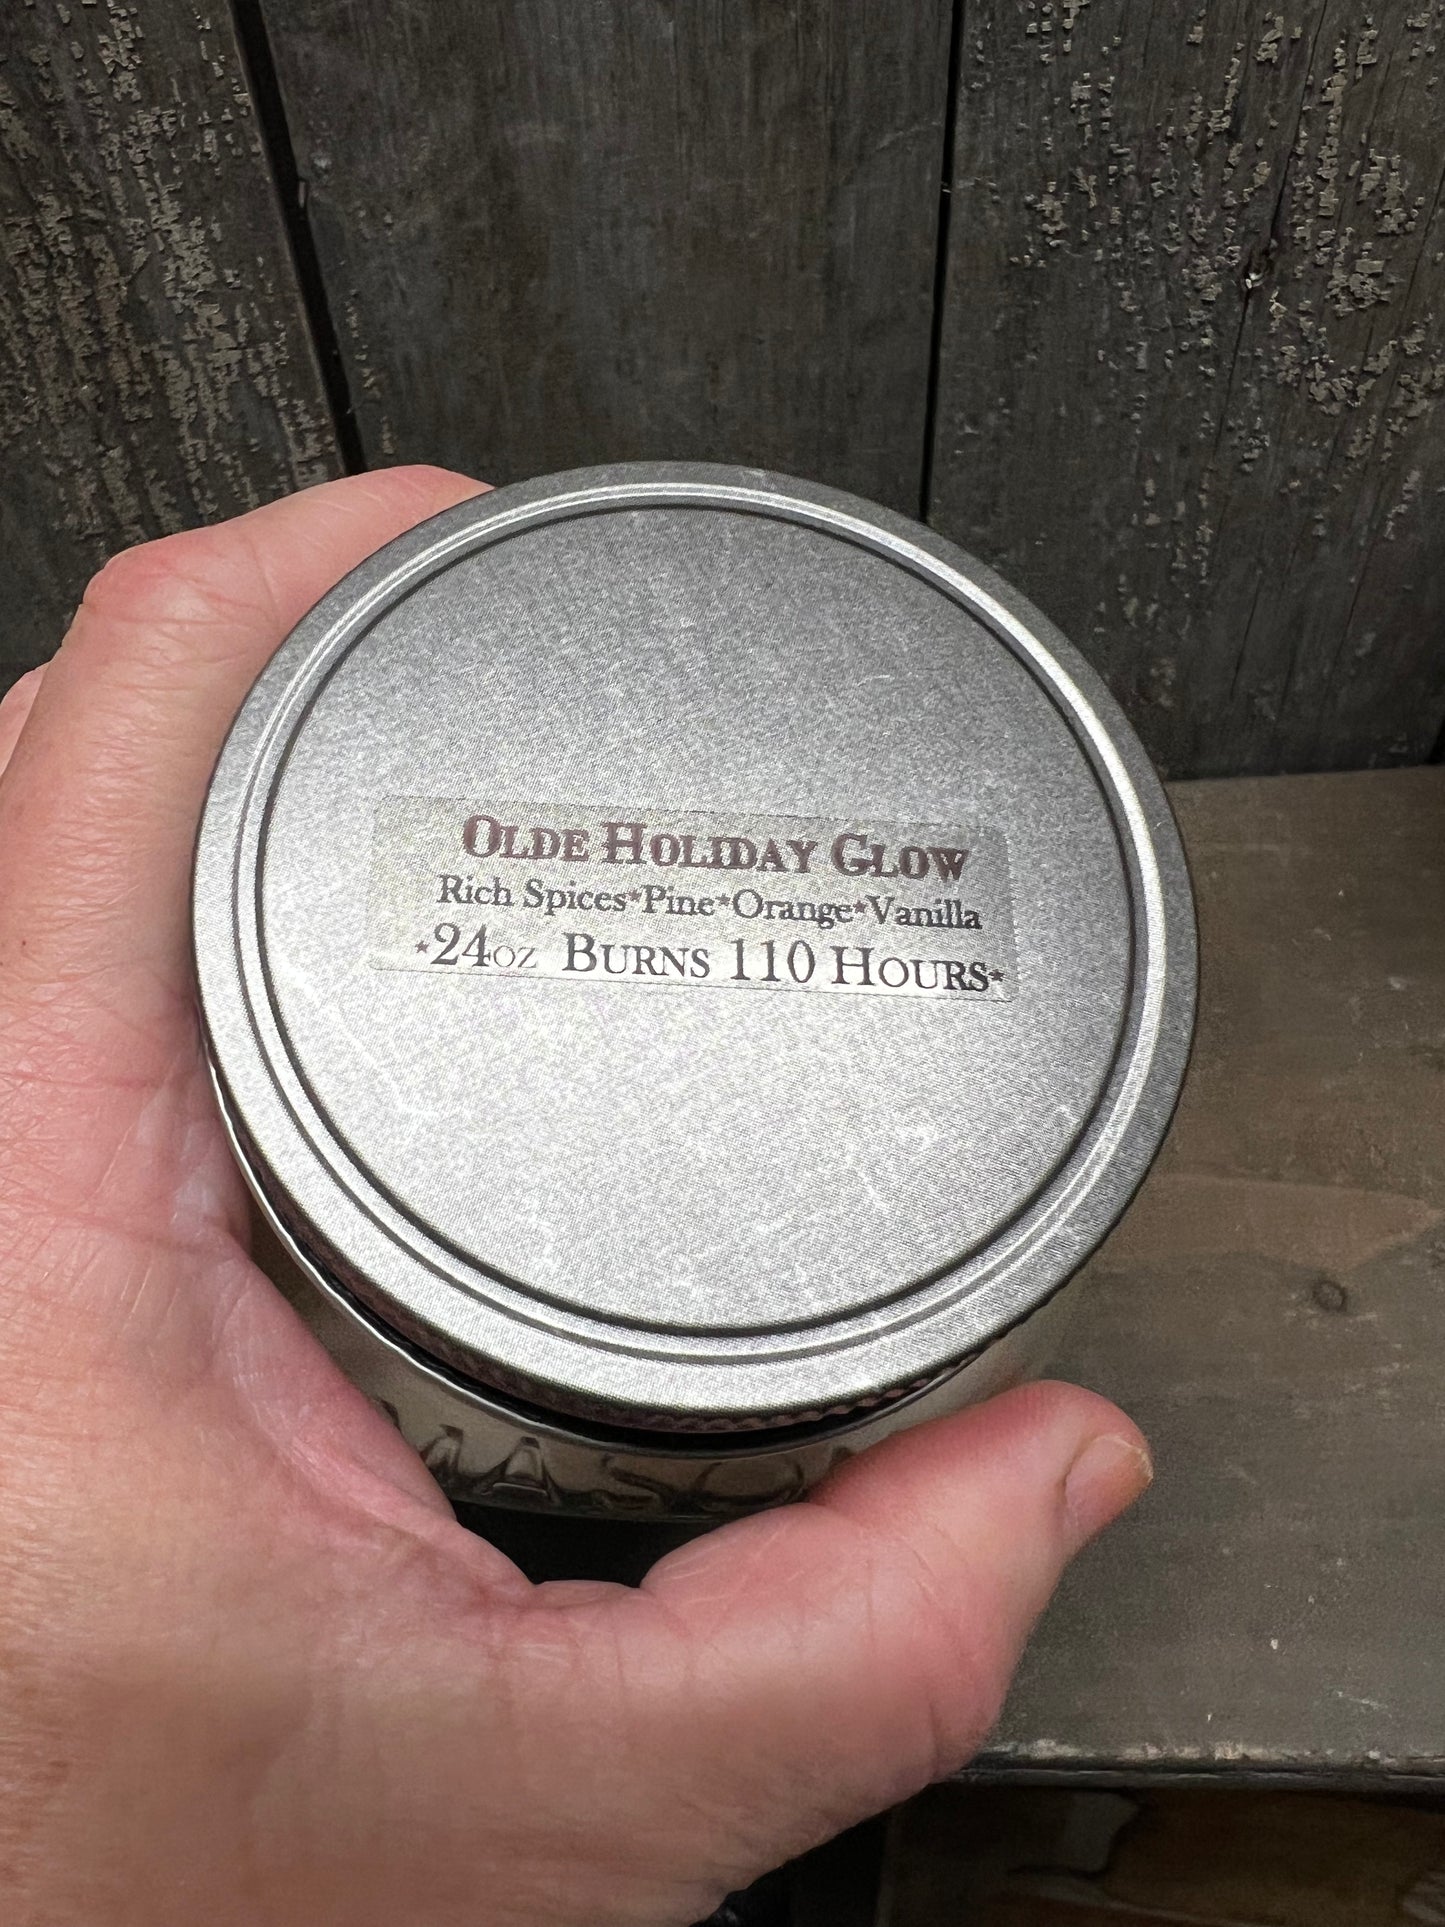 Olde Holiday Glow
Rich Spices*Pine*Orange*Vanilla
*24oz Burns 110 Hours*